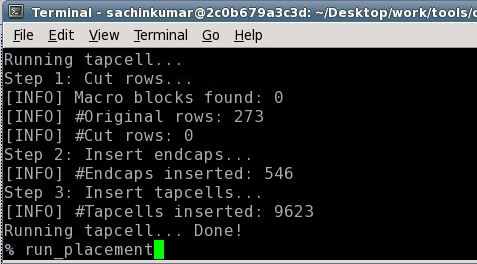 Terminal - sachinkumar@2c0b679a3c3d: ~/Desktop/work/tools/
File Edit View Terminal Go Help
Running tapcell...
Step 1: Cut rows...
[INFO] Macro blocks found: 0
[INFO] #Original rows: 273
[INFO] #Cut rows: 0
Step 2: Insert endcaps...
[INFO] #Endcaps inserted: 546
Step 3: Insert tapcells...
[INFO] #Tapcells inserted: 9623
Running tapcell... Done!
% run_placement